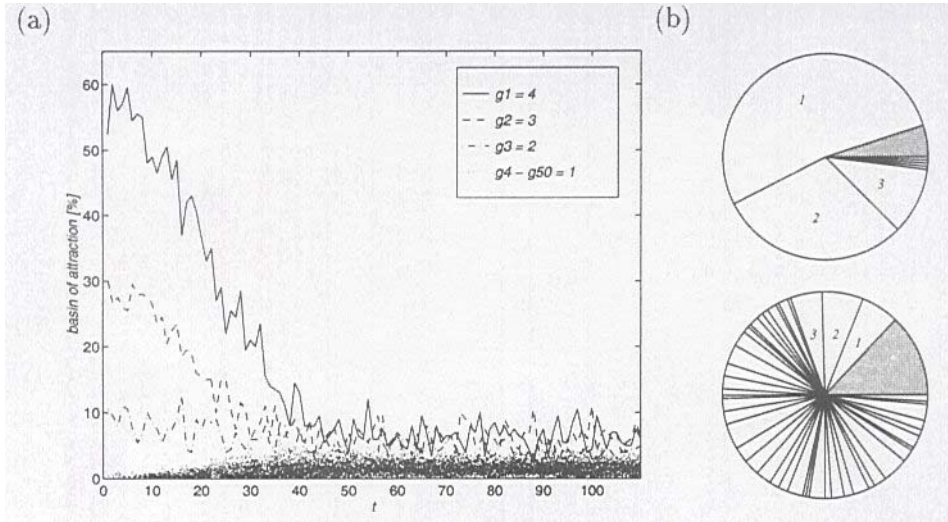 (a)
(b)
basin of attraction [%]
60
50
40
30
20
10
0
g1 = 4
g2 = 3
g3 = 2
g4 – g50 = 1
0 10 20 30 40 50 60 70 80 90 100
t
1
2
3
3
2
1